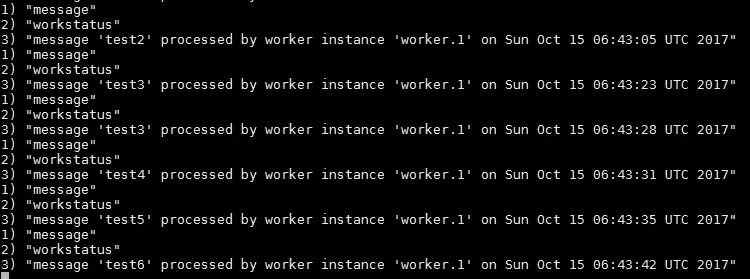 1) "message"
2) "workstatus"
3) "message 'test2' processed by worker instance 'worker.1' on Sun Oct 15 06:43:05 UTC 2017"
1) "message"
2) "workstatus"
3) "message 'test3' processed by worker instance 'worker.1' on Sun Oct 15 06:43:23 UTC 2017"
1) "message"
2) "workstatus"
3) "message 'test3' processed by worker instance 'worker.1' on Sun Oct 15 06:43:28 UTC 2017"
1) "message"
2) "workstatus"
3) "message 'test4' processed by worker instance 'worker.1' on Sun Oct 15 06:43:31 UTC 2017"
1) "message"
2) "workstatus"
3) "message 'test5' processed by worker instance 'worker.1' on Sun Oct 15 06:43:35 UTC 2017"
1) "message"
2) "workstatus"
3) "message 'test6' processed by worker instance 'worker.1' on Sun Oct 15 06:43:42 UTC 2017"